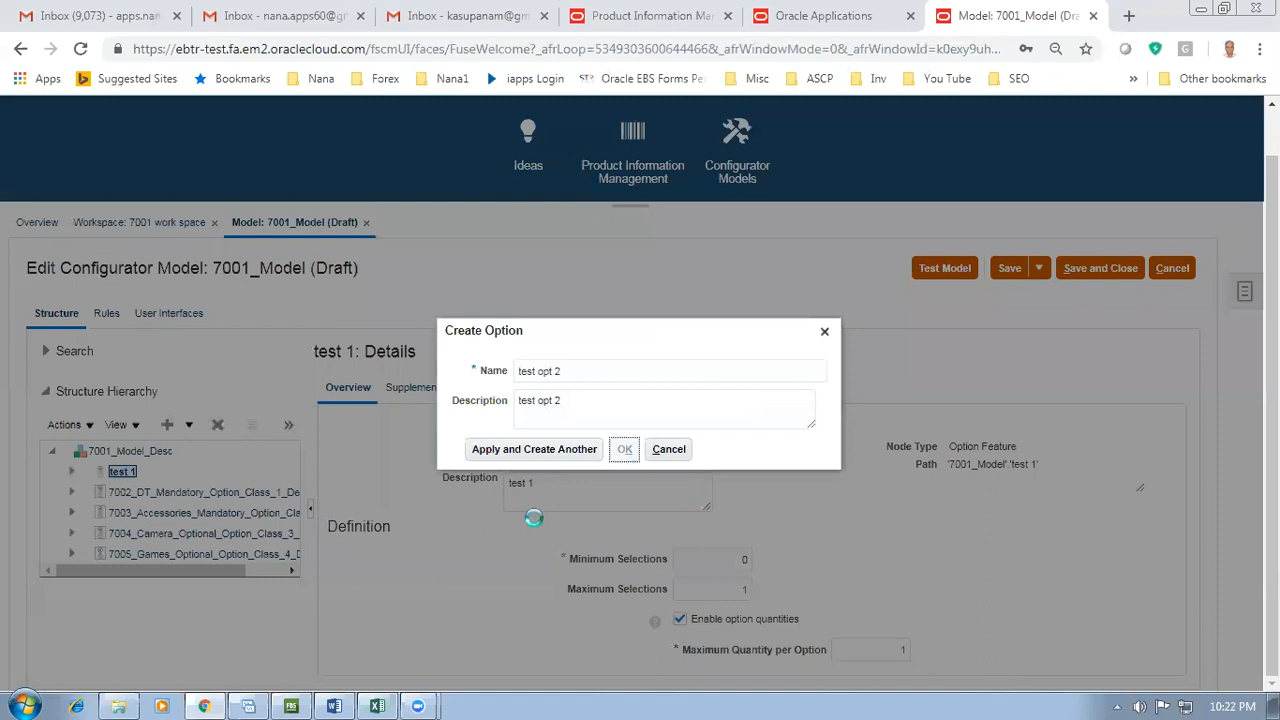 Inbox (9,073) - apps.na
Inbox - nana.apps60@g
Inbox - kasupanam@gm
Product Information Ma
Oracle Applications
Model: 7001_Model (Dra
https://ebtr-test.fa.em2.oraclecloud.com/fscmUI/faces/FuseWelcome?_afrLoop=53493036006444466&_afrWindowMode=0&_afrWindowId=k0exy9uh...
Apps
Suggested Sites
Bookmarks
Nana
Forex
Nana1
iapps Login
Oracle EBS Forms Pe
Misc
ASCP
Inv
You Tube
SEO
Other bookmarks
Ideas
Product Information Management
Configurator Models
Overview
Workspace: 7001 work space
Model: 7001_Model (Draft)
Edit Configurator Model: 7001_Model (Draft)
Test Model
Save
Save and Close
Cancel
Structure
Rules
User Interfaces
Search
Structure Hierarchy
Actions
View
7001_Model_Desc
test 1
7002_DT_Mandatory_Option_Class_1_De
7003_Accessories_Mandatory_Option_Cl
7004_Camera_Optional_Option_Class_3_
7005_Games_Optional_Option_Class_4_D
test 1: Details
Overview
Supplemen
Create Option
* Name test opt 2
Description test opt 2
Apply and Create Another
OK
Cancel
Node Type Option Feature
Path '7001_Model'.'test 1'
Description test 1
Definition
* Minimum Selections 0
Maximum Selections 1
Enable option quantities
* Maximum Quantity per Option 1
10:22 PM